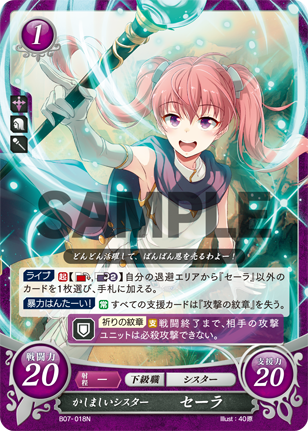 1
SAMPLE
どんどん活躍して、ばんばん恩を売るわよー!
ライブ 起【 、 】自分の退避エリアから『セーラ』以外の
カードを1枚選び、手札に加える。
暴力はんたーい! 常 すべての支援カードは『攻撃の紋章』を失う。
祈りの紋章 支 戦闘終了まで、相手の攻撃
ユニットは必殺攻撃できない。
戦闘力
20
射程 一 下級職 シスター
支援力
20
かしましいシスター セーラ
B07-018N
Illust:40原